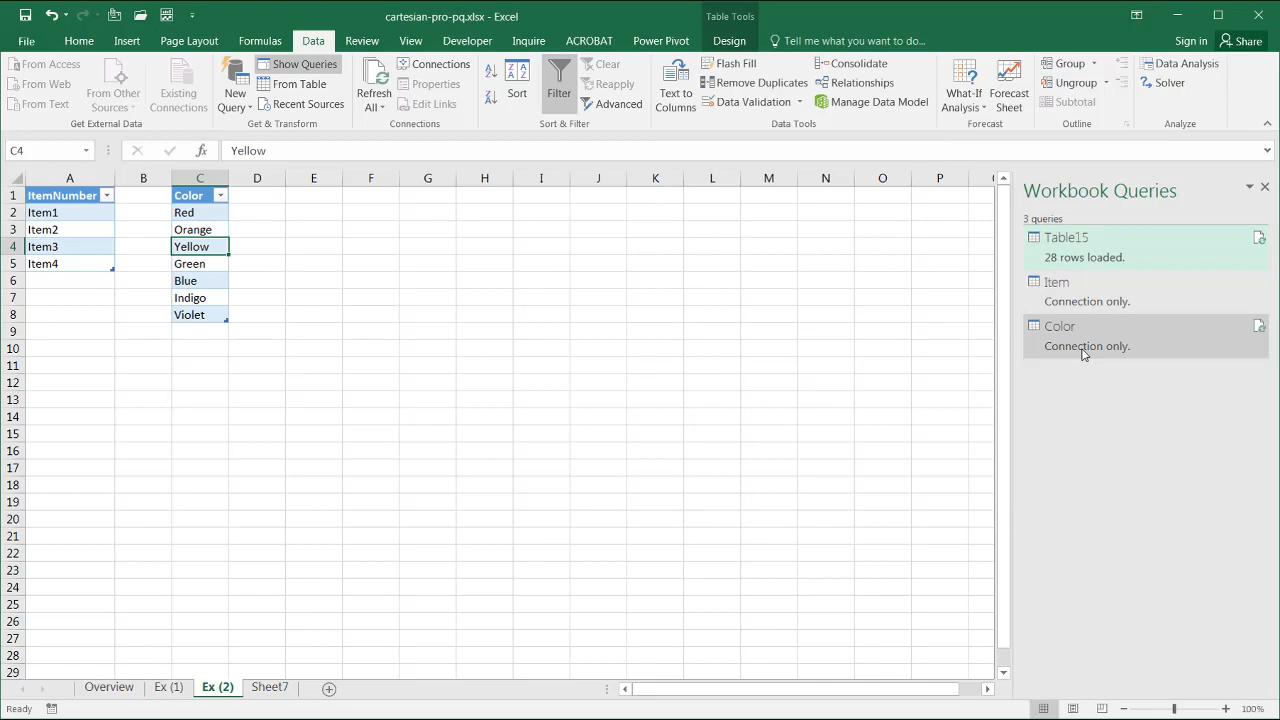 cartesian-pro-pq.xlsx - Excel
Table Tools
File Home Insert Page Layout Formulas Data Review View Developer Inquire ACROBAT Power Pivot Design Tell me what you want to do... Sign in Share
From Access
From Web
From Text
From Other Sources
Existing Connections
Get External Data
New Query
Show Queries
From Table
Recent Sources
Get & Transform
Refresh All
Connections
Properties
Edit Links
Connections
Sort
Filter
Clear
Reapply
Advanced
Sort & Filter
Text to Columns
Flash Fill
Remove Duplicates
Data Validation
Consolidate
Relationships
Manage Data Model
Data Tools
What-If Analysis
Forecast Sheet
Forecast
Group
Ungroup
Subtotal
Outline
Data Analysis
Solver
Analyze
C4 fx Yellow
A B C D E F G H I J K L M N O P
1 ItemNumber Color
2 Item1 Red
3 Item2 Orange
4 Item3 Yellow
5 Item4 Green
6 Blue
7 Indigo
8 Violet
9
10
11
12
13
14
15
16
17
18
19
20
21
22
23
24
25
26
27
28
29
Workbook Queries
3 queries
Table15
28 rows loaded.
Item
Connection only.
Color
Connection only.
Overview Ex (1) Ex (2) Sheet7
Ready 100%